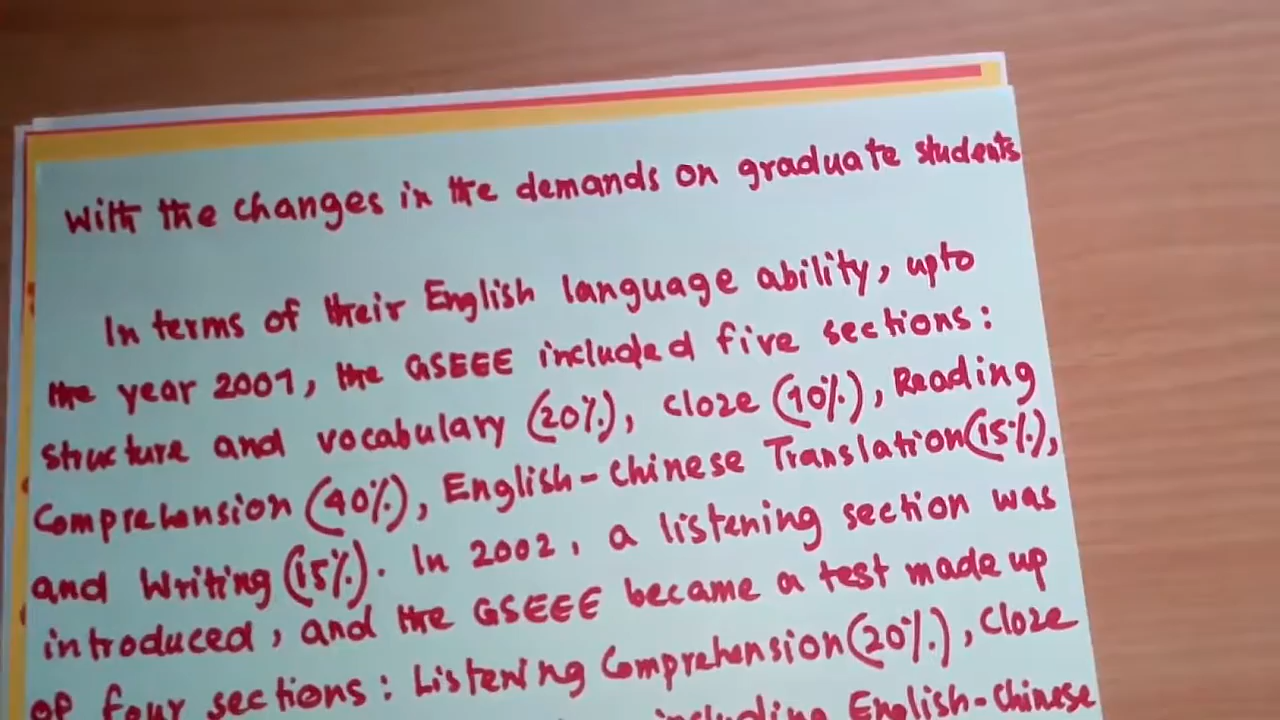 With the changes in the demands on graduate students
In terms of their English language ability, upto
the year 2001, the GSEEE included five sections:
structure and vocabulary (20%), cloze (10%), Reading
Comprehension (40%), English-Chinese Translation (15%),
and Writing (15%). In 2002, a listening section was
introduced, and the GSEEE became a test made up
of four sections: Listening Comprehension (20%), Cloze
including English-Chinese